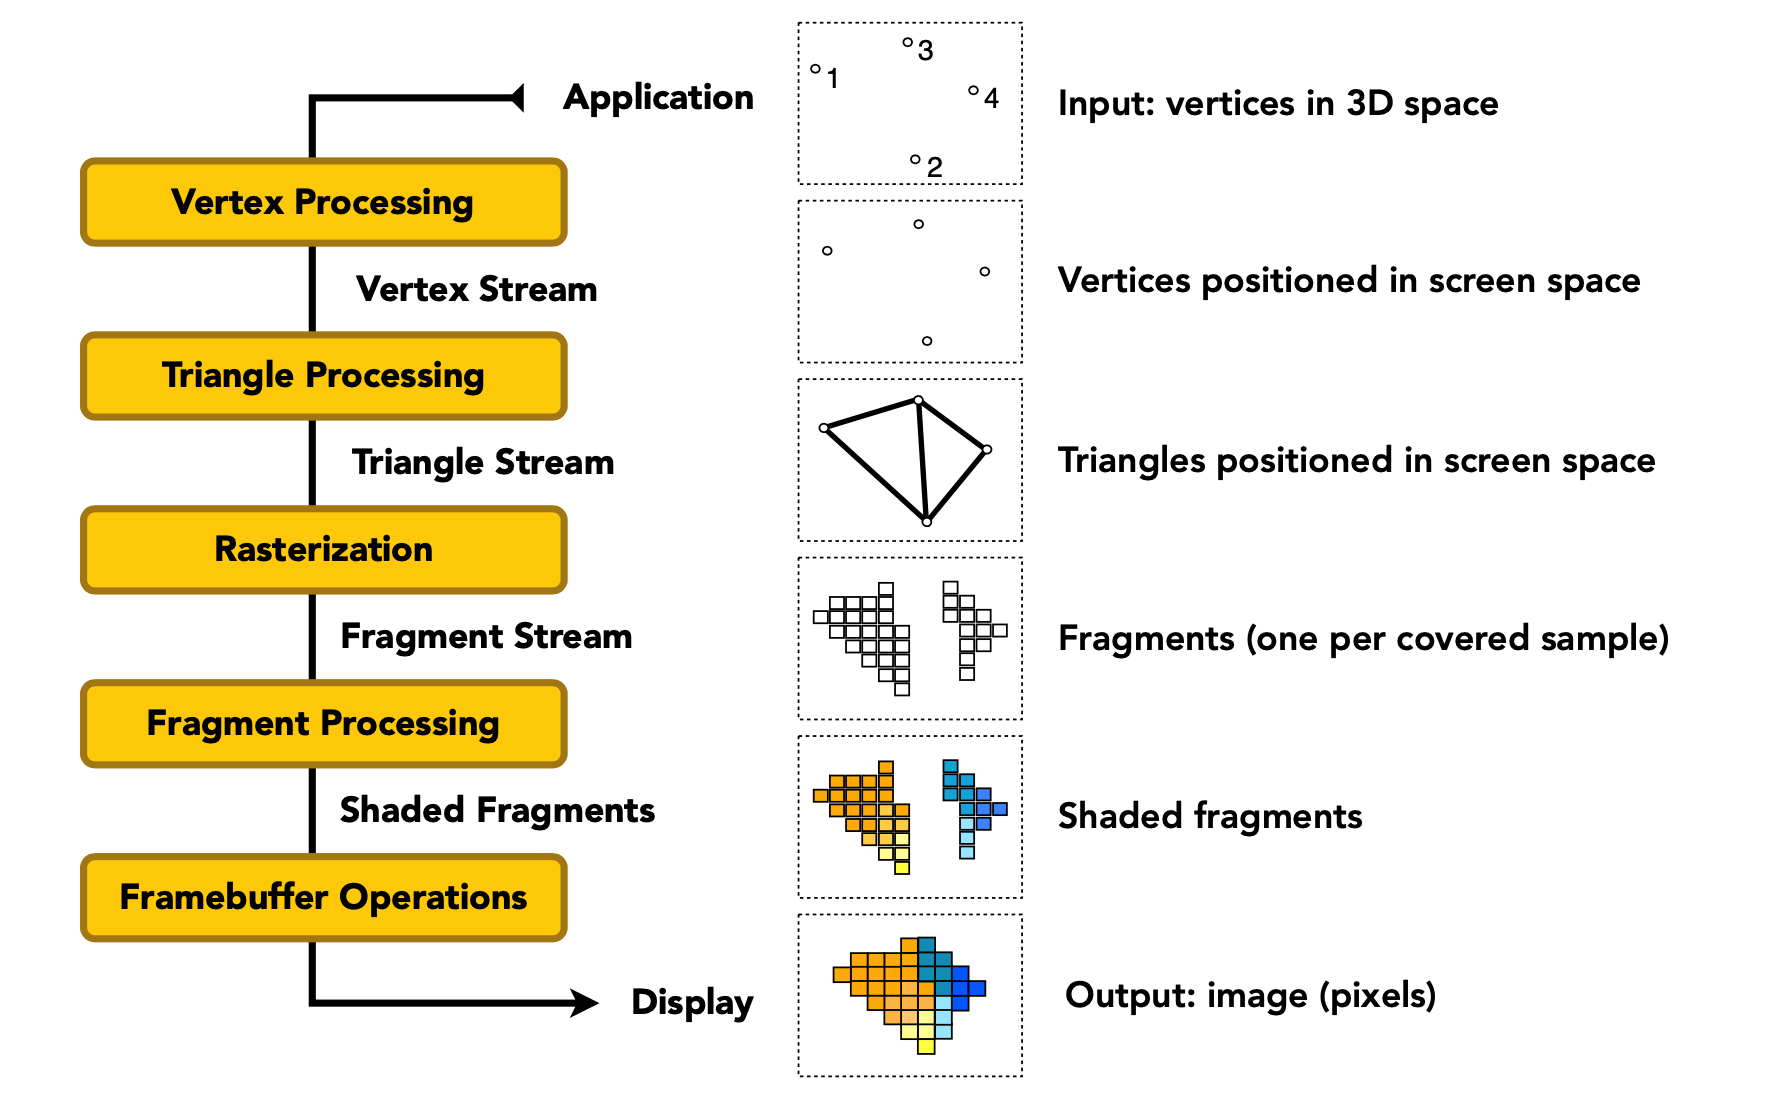 Application
3
1
4
2
Input: vertices in 3D space
Vertex Processing
Vertex Stream
Vertices positioned in screen space
Triangle Processing
Triangle Stream
Triangles positioned in screen space
Rasterization
Fragment Stream
Fragments (one per covered sample)
Fragment Processing
Shaded Fragments
Shaded fragments
Framebuffer Operations
Display
Output: image (pixels)